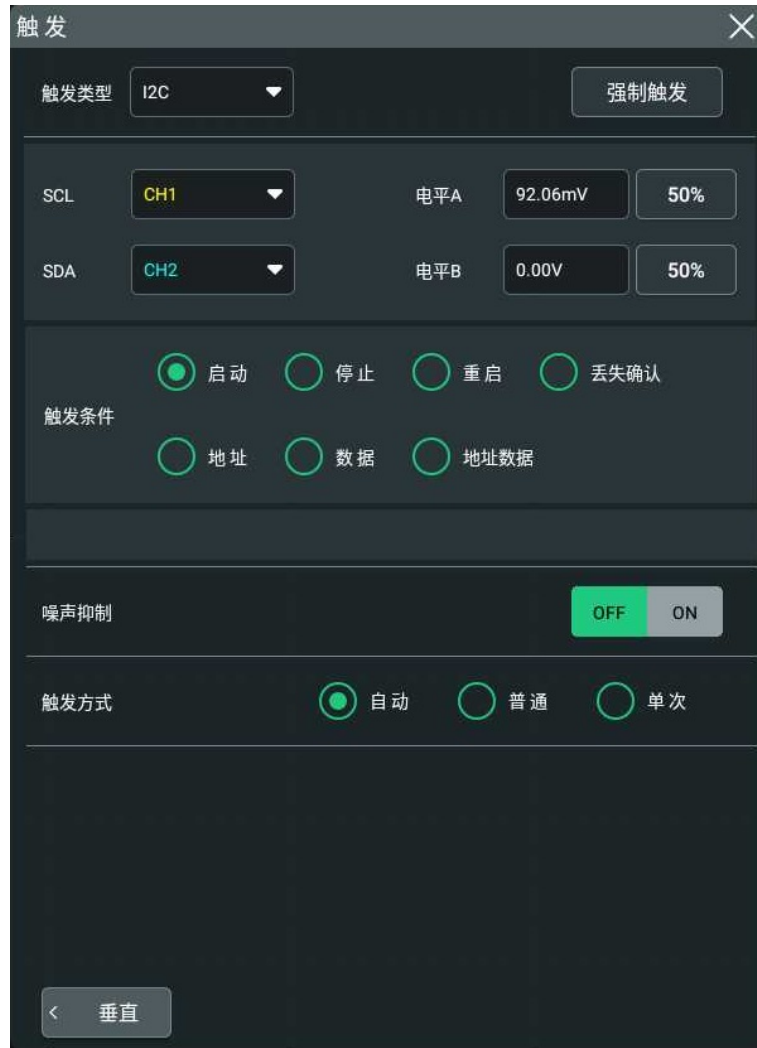 触发
触发类型 I2C 强制触发
SCL CH1 电平A 92.06mV 50%
SDA CH2 电平B 0.00V 50%
启动 停止 重启 丢失确认
触发条件
地址 数据 地址数据
噪声抑制 OFF ON
触发方式 自动 普通 单次
垂直